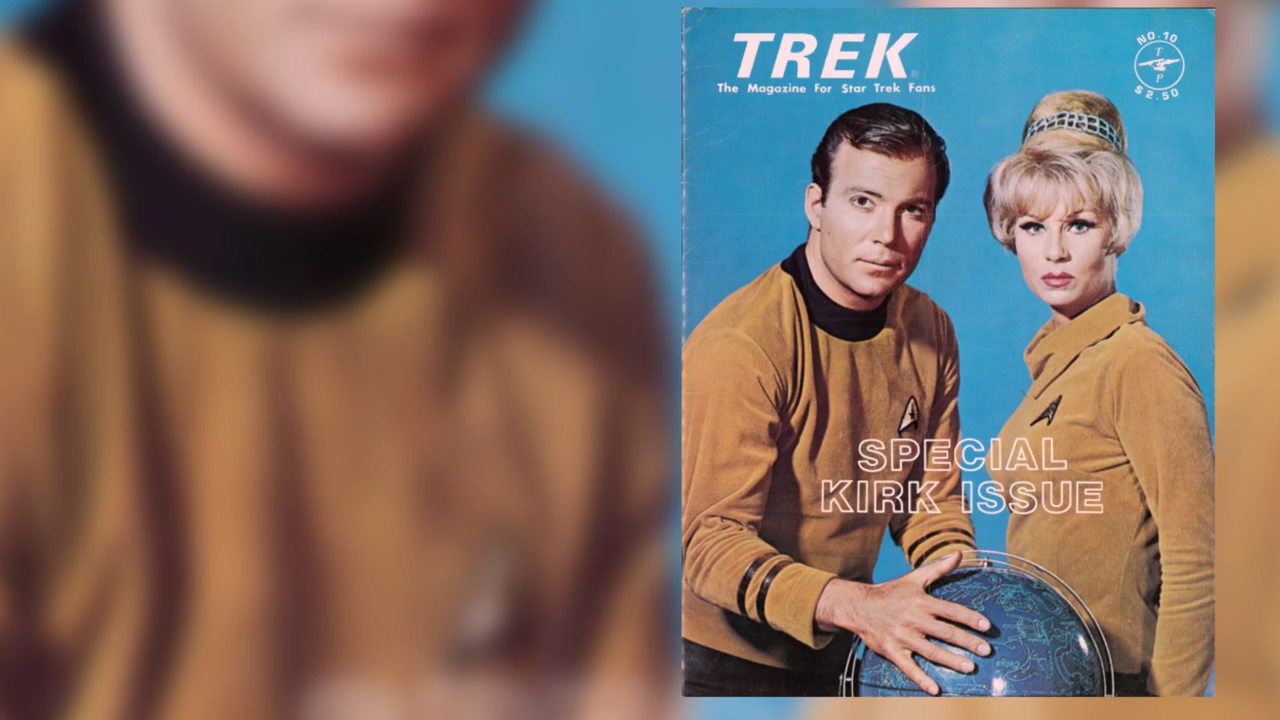 TREK
The Magazine For Star Trek Fans
NO. 10
T
P
$2.50
SPECIAL
KIRK ISSUE